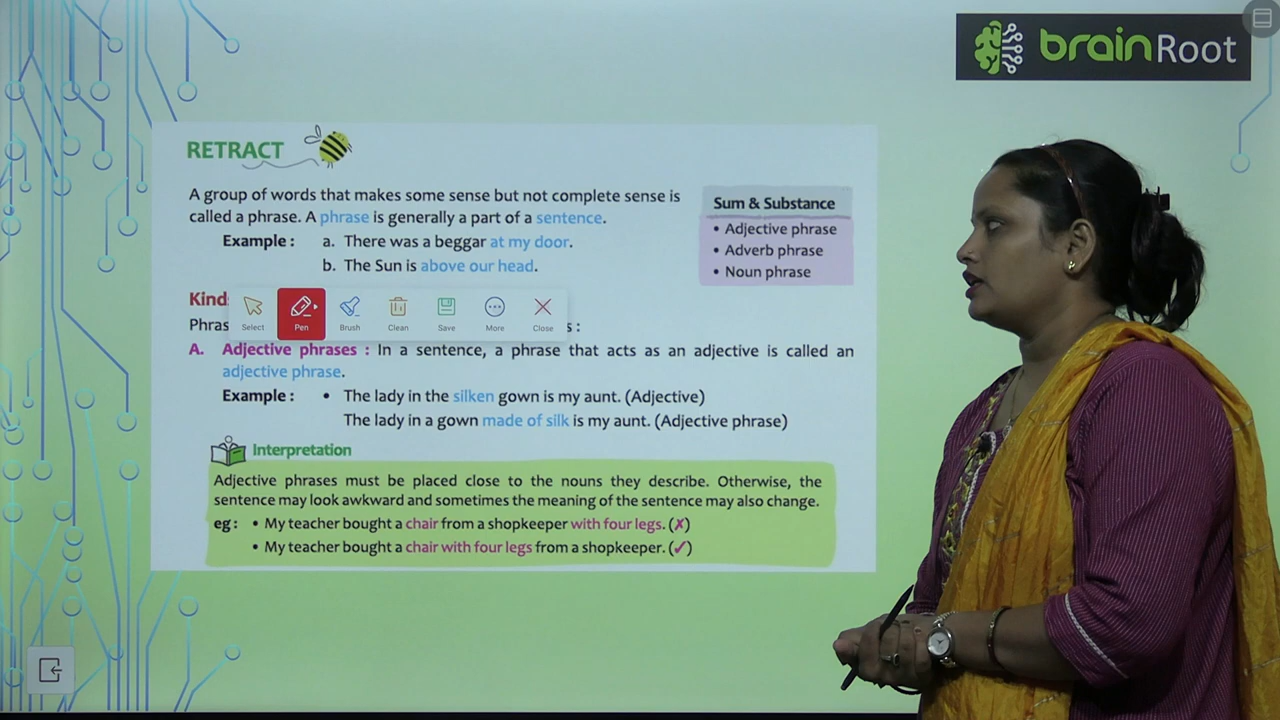 brainRoot
RETRACT
A group of words that makes some sense but not complete sense is
called a phrase. A phrase is generally a part of a sentence.
Example : a. There was a beggar at my door.
b. The Sun is above our head.
Sum & Substance
• Adjective phrase
• Adverb phrase
• Noun phrase
Kind
Phras s :
Select Pen Brush Clean Save More Close
A. Adjective phrases : In a sentence, a phrase that acts as an adjective is called an
adjective phrase.
Example : • The lady in the silken gown is my aunt. (Adjective)
The lady in a gown made of silk is my aunt. (Adjective phrase)
Interpretation
Adjective phrases must be placed close to the nouns they describe. Otherwise, the
sentence may look awkward and sometimes the meaning of the sentence may also change.
eg : • My teacher bought a chair from a shopkeeper with four legs. (✗)
• My teacher bought a chair with four legs from a shopkeeper. (✓)